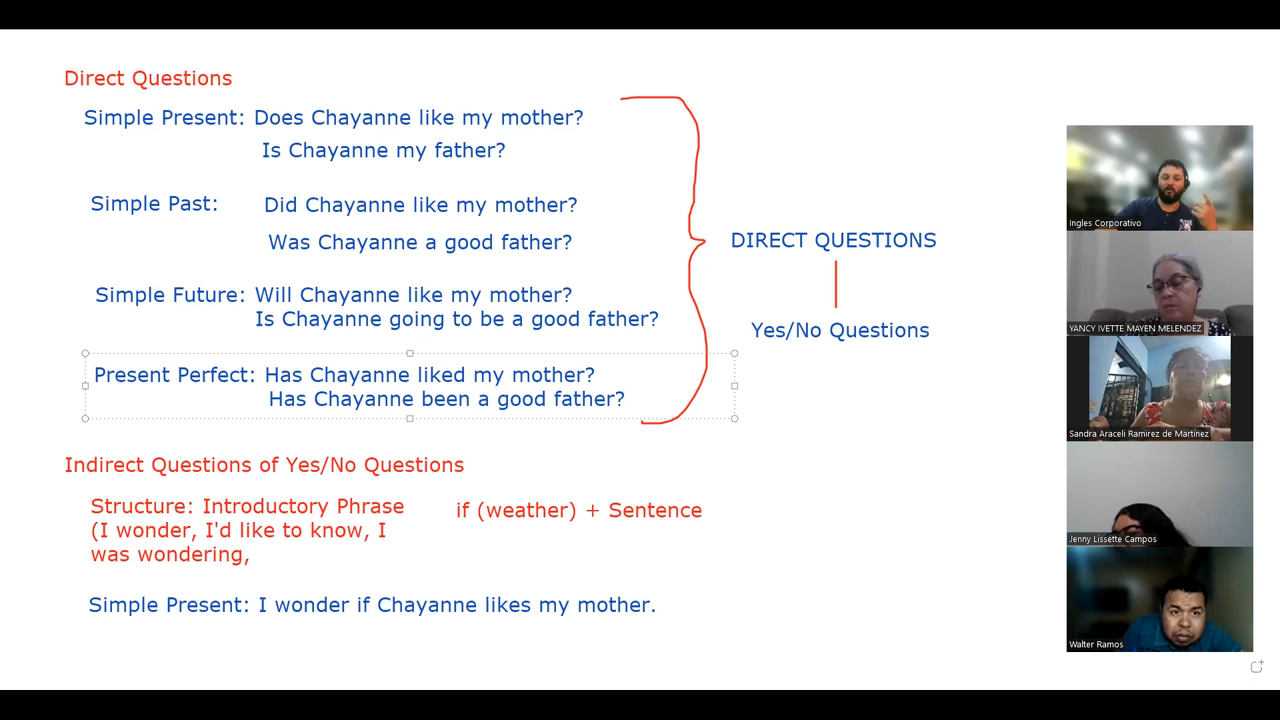 Direct Questions
Simple Present: Does Chayanne like my mother?
Is Chayanne my father?
Simple Past: Did Chayanne like my mother?
Was Chayanne a good father?
Simple Future: Will Chayanne like my mother?
Is Chayanne going to be a good father?
Present Perfect: Has Chayanne liked my mother?
Has Chayanne been a good father?
DIRECT QUESTIONS
Yes/No Questions
Indirect Questions of Yes/No Questions
Structure: Introductory Phrase
(I wonder, I'd like to know, I
was wondering,
if (weather) + Sentence
Simple Present: I wonder if Chayanne likes my mother.
Ingles Corporativo
YANCY IVETTE MAYEN MELENDEZ
Sandra Araceli Ramirez de Martínez
Jenny Lissette Campos
Walter Ramos